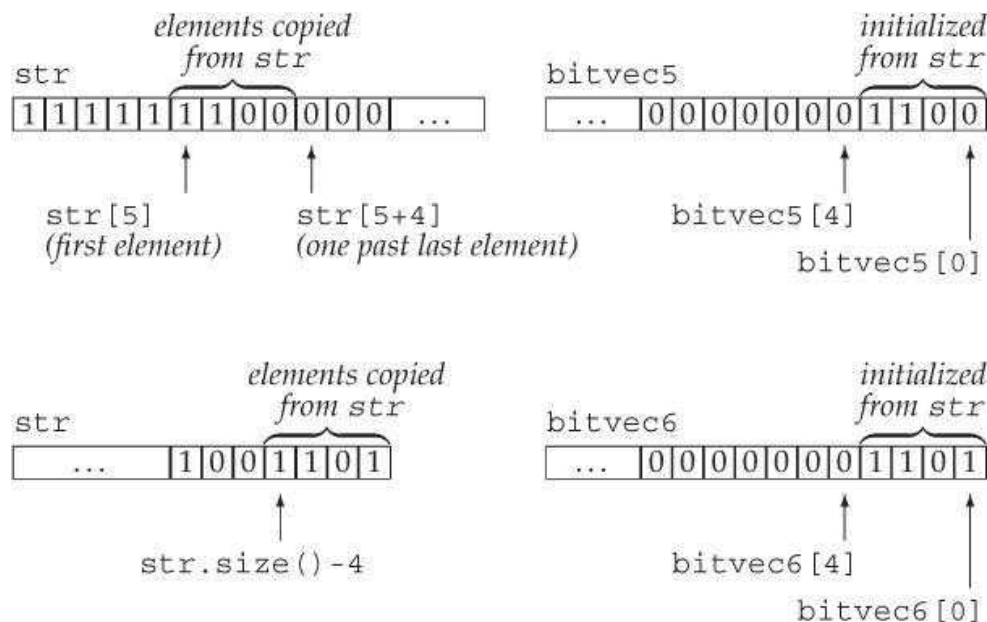 elements copied
from str
str
1 1 1 1 1 1 1 0 0 0 0 0 ...
str[5]
(first element)
str[5+4]
(one past last element)
initialized
from str
bitvec5
... 0 0 0 0 0 0 0 1 1 0 0
bitvec5[4]
bitvec5[0]
elements copied
from str
str
... 1 0 0 1 1 0 1
str.size()-4
initialized
from str
bitvec6
... 0 0 0 0 0 0 0 1 1 0 1
bitvec6[4]
bitvec6[0]